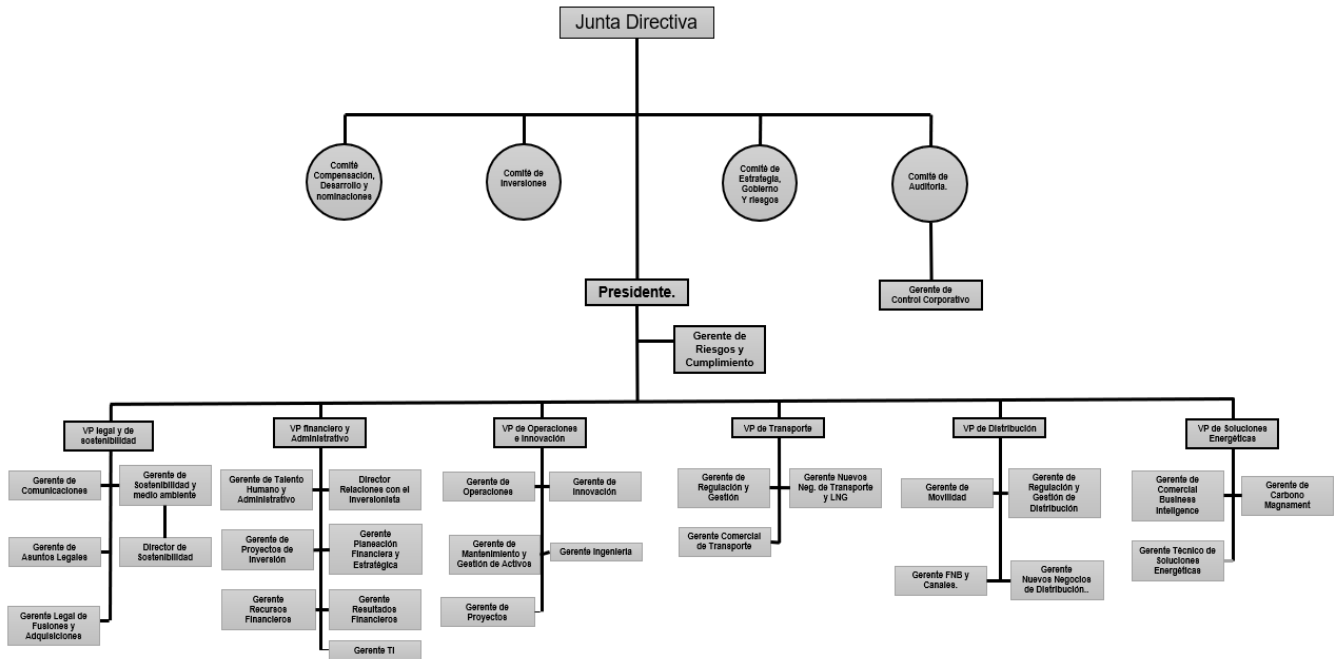 Junta Directiva
Comité
Compensación,
Desarrollo y
nominaciones
Comité de
Inversiones
Comité de
Estrategia,
Gobierno
Y riesgos
Comité de
Auditoria.
Presidente.
Gerente de
Control Corporativo
Gerente de
Riesgos y
Cumplimiento
VP legal y de
sostenibilidad
VP financiero y
Administrativo
VP de Operaciones
e Innovación
VP de Transporte
VP de Distribución
VP de Soluciones
Energéticas
Gerente de
Comunicaciones
Gerente de
Sostenibilidad y
medio ambiente
Gerente de
Asuntos Legales
Director de
Sostenibilidad
Gerente Legal de
Fusiones y
Adquisiciones
Gerente de Talento
Humano y
Administrativo
Director
Relaciones con el
Inversionista
Gerente de
Proyectos de
Inversión
Gerente
Planeación
Financiera y
Estratégica
Gerente
Recursos
Financieros
Gerente
Resultados
Financieros
Gerente TI
Gerente de
Operaciones
Gerente de
Innovación
Gerente de
Mantenimiento y
Gestión de Activos
Gerente Ingeniería
Gerente de
Proyectos
Gerente de
Regulación y
Gestión
Gerente Nuevos
Neg. de Transporte
y LNG
Gerente Comercial
de Transporte
Gerente de
Movilidad
Gerente de
Regulación y
Gestión de
Distribución
Gerente FNB y
Canales.
Gerente
Nuevos Negocios
de Distribución..
Gerente de
Comercial
Business
Inteligence
Gerente de
Carbono
Magnament
Gerente Técnico de
Soluciones
Energéticas